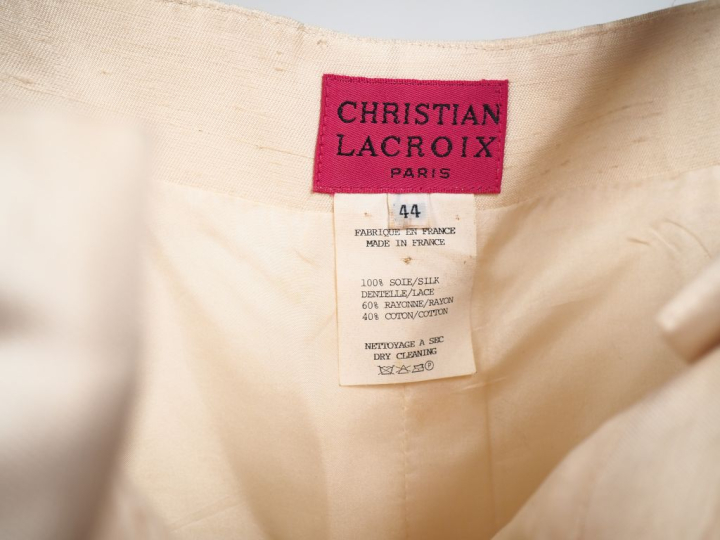 CHRISTIAN
LACROIX
PARIS
44
FABRIQUE EN FRANCE
MADE IN FRANCE
100% SOIE/SILK
DENTELLE/LACE
60% RAYONNE/RAYON
40% COTON/COTTON
NETTOYAGE A SEC
DRY CLEANING
P